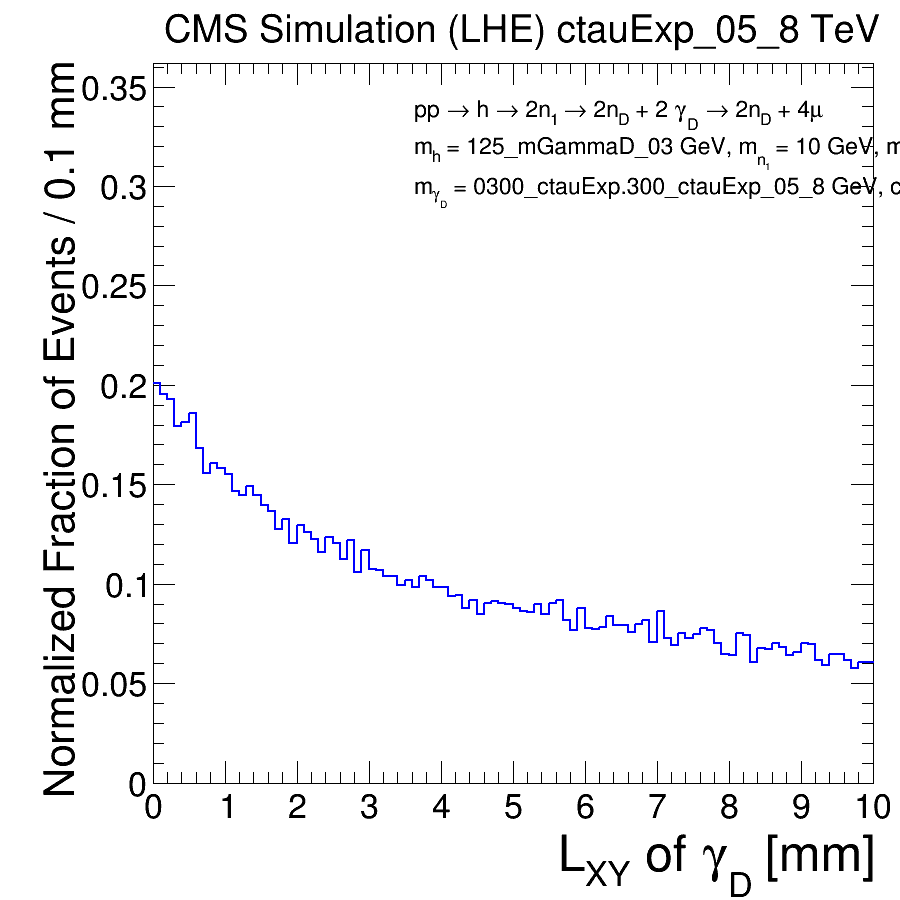 CMS Simulation (LHE) ctauExp_05_8 TeV
pp → h → 2n1 → 2nD + 2 γD → 2nD + 4μ
mh = 125_mGammaD_03 GeV, mn1 = 10 GeV, m
mγD = 0300_ctauExp.300_ctauExp_05_8 GeV, c
Normalized Fraction of Events / 0.1 mm
0.35
0.3
0.25
0.2
0.15
0.1
0.05
0
0 1 2 3 4 5 6 7 8 9 10
LXY of γD [mm]